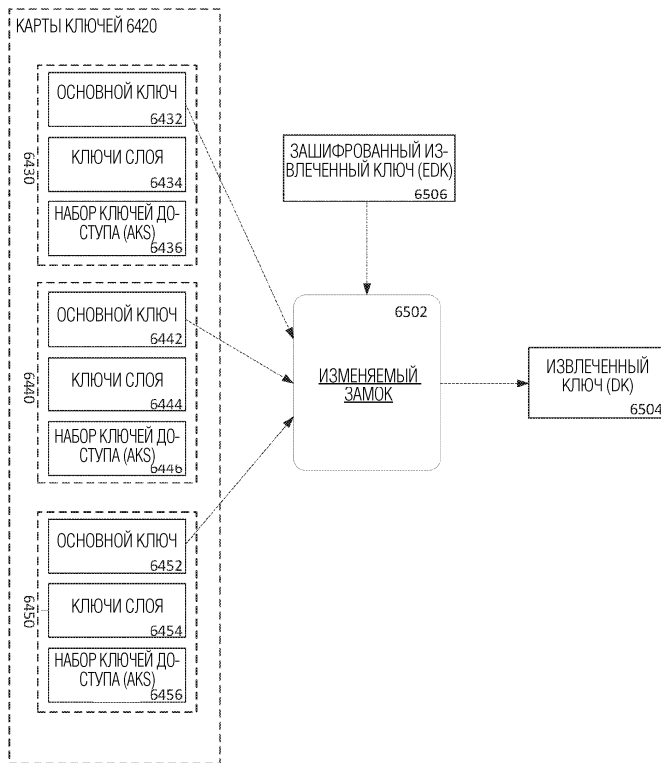 КАРТЫ КЛЮЧЕЙ 6420
6430
ОСНОВНОЙ КЛЮЧ
6432
КЛЮЧИ СЛОЯ
6434
НАБОР КЛЮЧЕЙ ДО-
СТУПА (AKS)
6436
6440
ОСНОВНОЙ КЛЮЧ
6442
КЛЮЧИ СЛОЯ
6444
НАБОР КЛЮЧЕЙ ДО-
СТУПА (AKS)
6446
6450
ОСНОВНОЙ КЛЮЧ
6452
КЛЮЧИ СЛОЯ
6454
НАБОР КЛЮЧЕЙ ДО-
СТУПА (AKS)
6456
ЗАШИФРОВАННЫЙ ИЗ-
ВЛЕЧЕННЫЙ КЛЮЧ (EDK)
6506
6502
ИЗМЕНЯЕМЫЙ
ЗАМОК
ИЗВЛЕЧЕННЫЙ
КЛЮЧ (DK)
6504